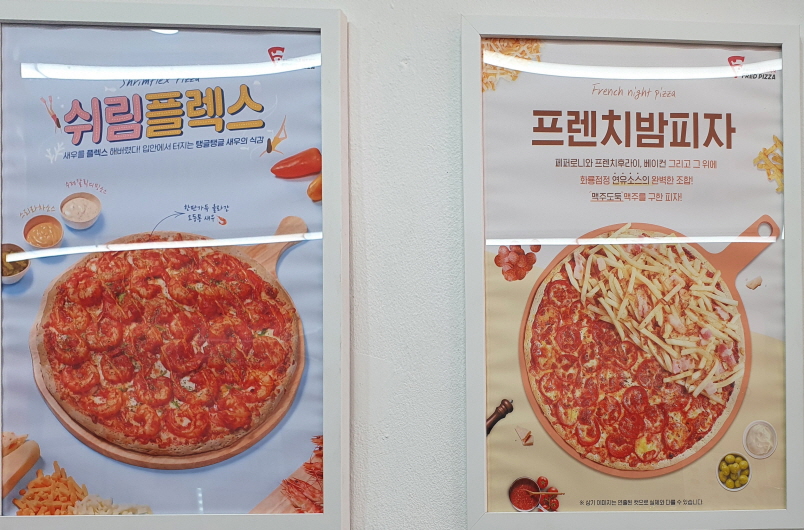 Shrimplex Pizza
쉬림플렉스
새우를 플렉스 해버렸다! 입안에서 터지는 탱글탱글 새우의 식감
FRED PIZZA
French night pizza
프렌치밤피자
페퍼로니와 프렌치후라이, 베이컨 그리고 그 위에
화룡점정 연유소스의 완벽한 조합!
맥주도둑 맥주를 구한 피자!
※ 상기 이미지는 연출된 컷으로 실제와 다를 수 있습니다.